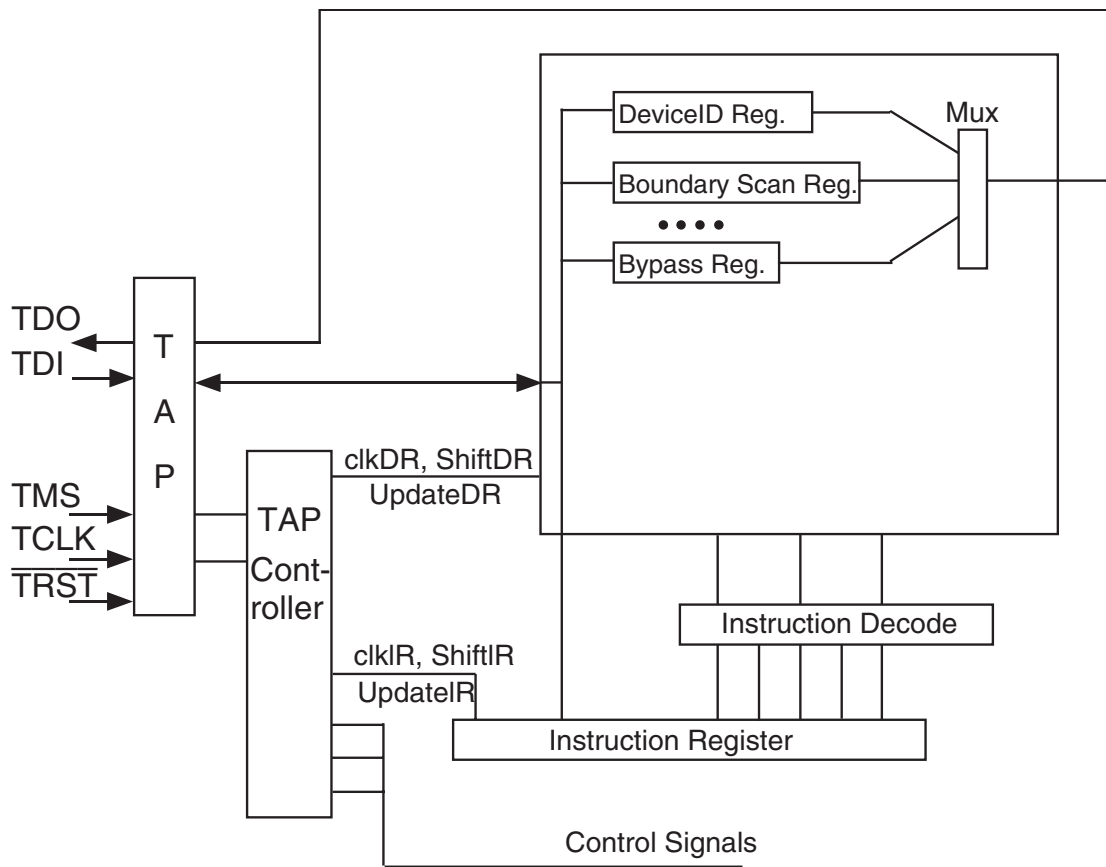 DeviceID Reg.
Mux
Boundary Scan Reg.
Bypass Reg.
TDO
TDI
T
A
P
TMS
TCLK
TRST
clkDR, ShiftDR
UpdateDR
TAP
Cont-
roller
Instruction Decode
clkIR, ShiftIR
UpdateIR
Instruction Register
Control Signals